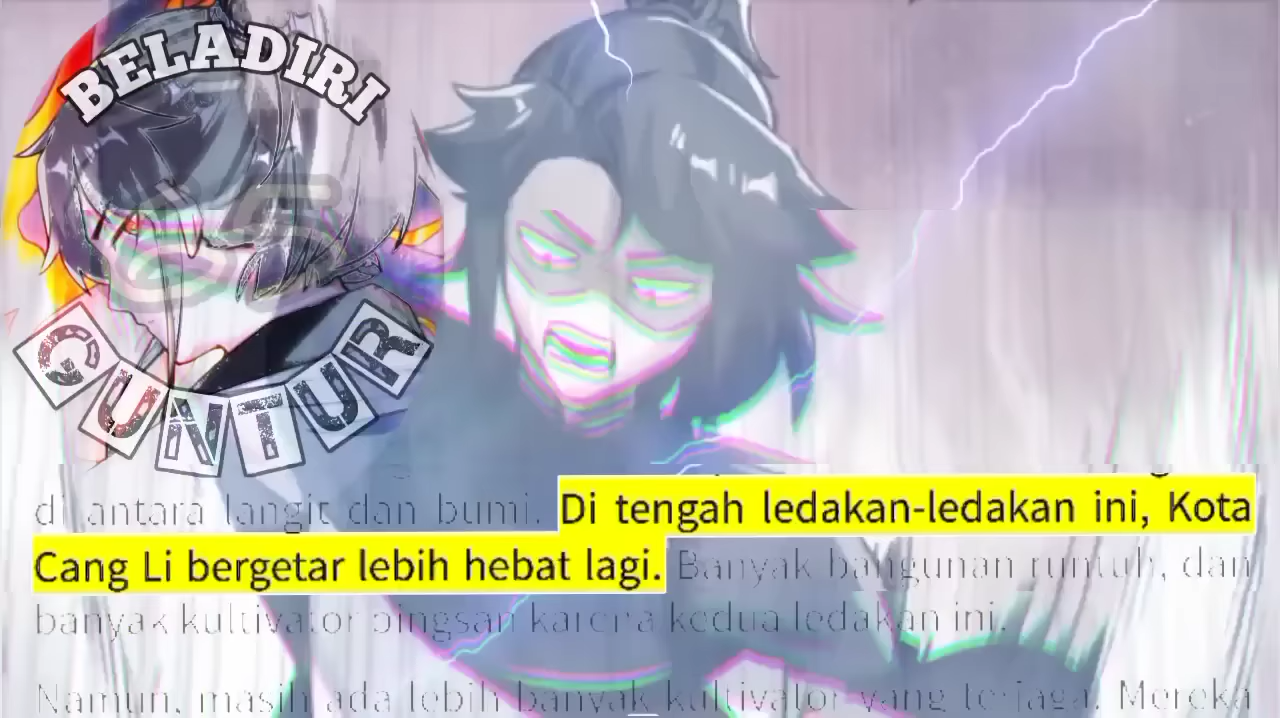 BELADIRI
GUNTUR
di antara langit dan bumi. Di tengah ledakan-ledakan ini, Kota
Cang Li bergetar lebih hebat lagi. Banyak bangunan runtuh, dan
banyak kultivator pingsan karena kedua ledakan ini.
Namun, masih ada lebih banyak kultivator yang terjaga. Mereka